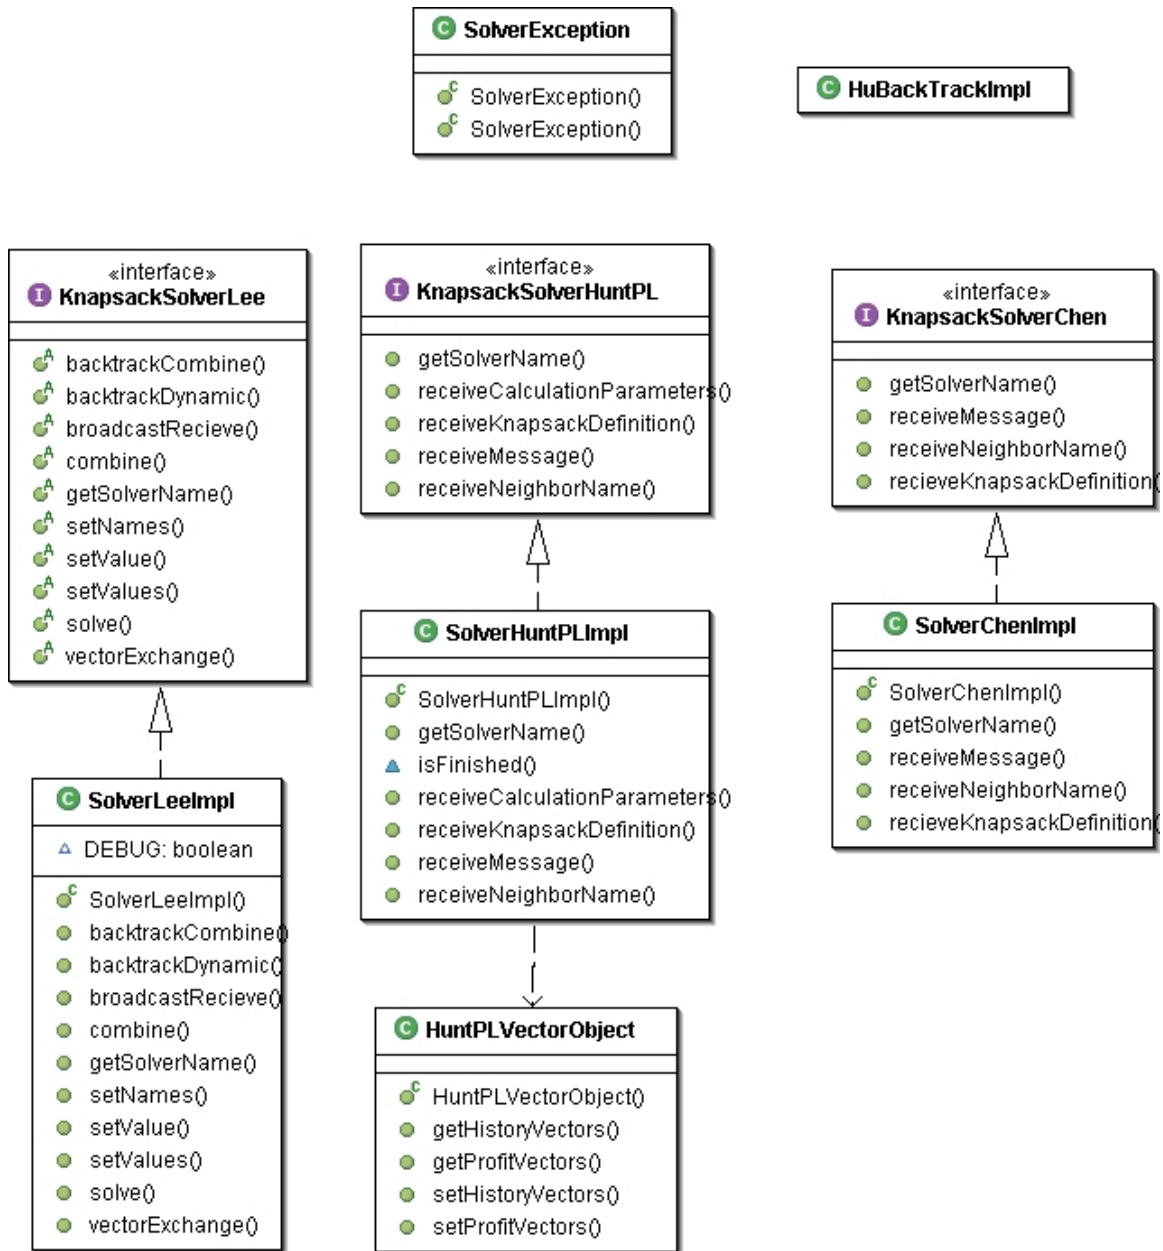 C SolverException
C SolverException()
C SolverException()
C HuBackTrackImpl
«interface»
I KnapsackSolverLee
A backtrackCombine()
A backtrackDynamic()
A broadcastRecieve()
A combine()
A getSolverName()
A setNames()
A setValue()
A setValues()
A solve()
A vectorExchange()
«interface»
I KnapsackSolverHuntPL
getSolverName()
receiveCalculationParameters()
receiveKnapsackDefinition()
receiveMessage()
receiveNeighborName()
«interface»
I KnapsackSolverChen
getSolverName()
receiveMessage()
receiveNeighborName()
recieveKnapsackDefinition(
C SolverLeeImpl
DEBUG: boolean
C SolverLeeImpl()
backtrackCombine()
backtrackDynamic()
broadcastRecieve()
combine()
getSolverName()
setNames()
setValue()
setValues()
solve()
vectorExchange()
C SolverHuntPLImpl
C SolverHuntPLImpl()
getSolverName()
isFinished()
receiveCalculationParameters()
receiveKnapsackDefinition()
receiveMessage()
receiveNeighborName()
C SolverChenImpl
C SolverChenImpl()
getSolverName()
receiveMessage()
receiveNeighborName()
recieveKnapsackDefinition(
C HuntPLVectorObject
C HuntPLVectorObject()
getHistoryVectors()
getProfitVectors()
setHistoryVectors()
setProfitVectors()